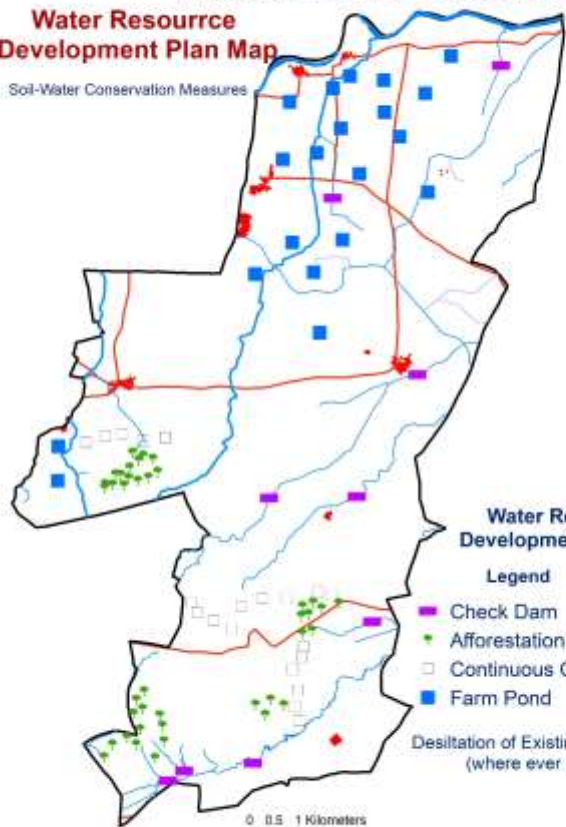 Water Resourrce
Development Plan Map
Soil-Water Conservation Measures
Water Re
Developme
Legend
Check Dam
Afforestation
Continuous C
Farm Pond
Desiltation of Existin
(where ever
0 0.5 1 Kilometers